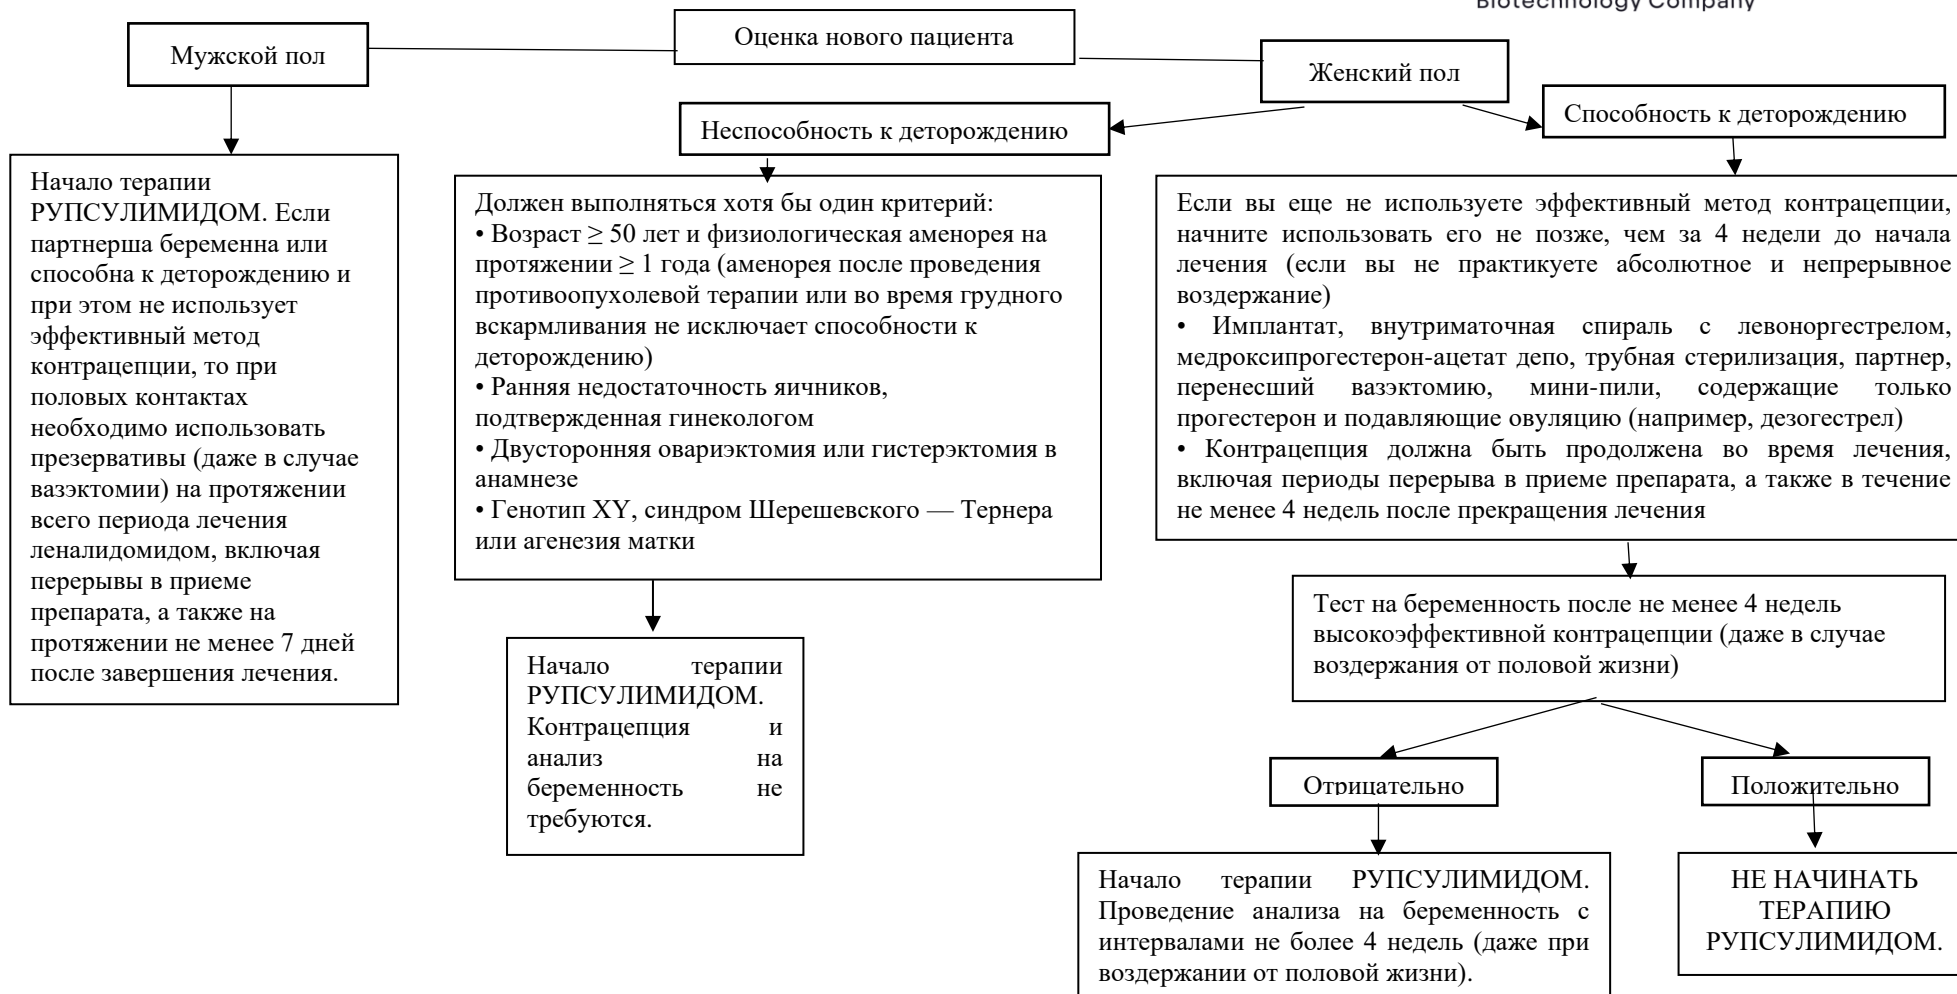 Biotechnology Company
Оценка нового пациента
Мужской пол
Женский пол
Неспособность к деторождению
Способность к деторождению
Начало терапии
РУПСУЛИМИДОМ. Если
партнерша беременна или
способна к деторождению и
при этом не использует
эффективный метод
контрацепции, то при
половых контактах
необходимо использовать
презервативы (даже в случае
вазэктомии) на протяжении
всего периода лечения
леналидомидом, включая
перерывы в приеме
препарата, а также на
протяжении не менее 7 дней
после завершения лечения.
Должен выполняться хотя бы один критерий:
• Возраст ≥ 50 лет и физиологическая аменорея на
протяжении ≥ 1 года (аменорея после проведения
противоопухолевой терапии или во время грудного
вскармливания не исключает способности к
деторождению)
• Ранняя недостаточность яичников,
подтвержденная гинекологом
• Двусторонняя овариэктомия или гистерэктомия в
анамнезе
• Генотип XY, синдром Шерешевского — Тернера
или агенезия матки
Начало терапии
РУПСУЛИМИДОМ.
Контрацепция и
анализ на
беременность не
требуются.
Если вы еще не используете эффективный метод контрацепции,
начните использовать его не позже, чем за 4 недели до начала
лечения (если вы не практикуете абсолютное и непрерывное
воздержание)
• Имплантат, внутриматочная спираль с левоноргестрелом,
медроксипрогестерон-ацетат депо, трубная стерилизация, партнер,
перенесший вазэктомию, мини-пили, содержащие только
прогестерон и подавляющие овуляцию (например, дезогестрел)
• Контрацепция должна быть продолжена во время лечения,
включая периоды перерыва в приеме препарата, а также в течение
не менее 4 недель после прекращения лечения
Тест на беременность после не менее 4 недель
высокоэффективной контрацепции (даже в случае
воздержания от половой жизни)
Отрицательно
Положительно
Начало терапии РУПСУЛИМИДОМ.
Проведение анализа на беременность с
интервалами не более 4 недель (даже при
воздержании от половой жизни).
НЕ НАЧИНАТЬ
ТЕРАПИЮ
РУПСУЛИМИДОМ.